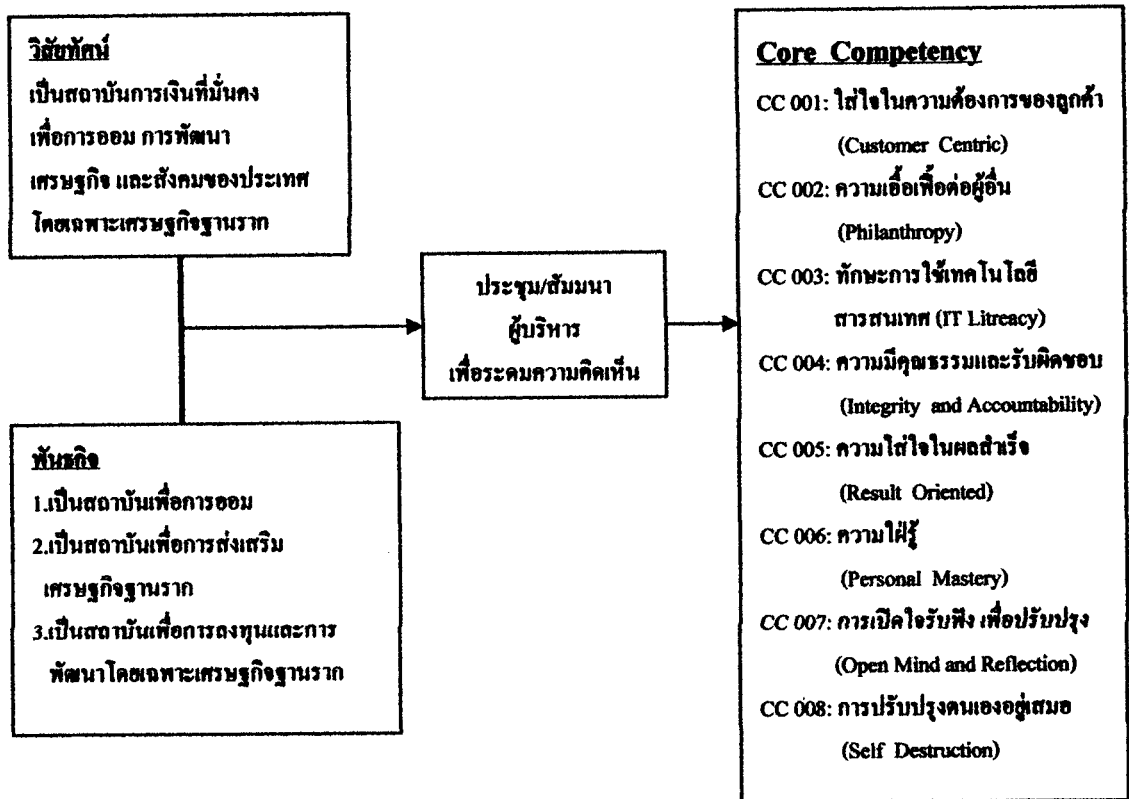 วิสัยทัศน์
เป็นสถาบันการเงินที่มั่นคง
เพื่อการออม การพัฒนา
เศรษฐกิจ และสังคมของประเทศ
โดยเฉพาะเศรษฐกิจฐานราก
ประชุม/สัมมนา
ผู้บริหาร
เพื่อระดมความคิดเห็น
พันธกิจ
1.เป็นสถาบันเพื่อการออม
2.เป็นสถาบันเพื่อการส่งเสริม
เศรษฐกิจฐานราก
3.เป็นสถาบันเพื่อการลงทุนและการ
พัฒนาโดยเฉพาะเศรษฐกิจฐานราก
Core Competency
CC 001: ใส่ใจในความต้องการของลูกค้า
(Customer Centric)
CC 002: ความเอื้อเฟื้อต่อผู้อื่น
(Philanthropy)
CC 003: ทักษะการใช้เทคโนโลยี
สารสนเทศ (IT Litreacy)
CC 004: ความมีคุณธรรมและรับผิดชอบ
(Integrity and Accountability)
CC 005: ความใส่ใจในผลสำเร็จ
(Result Oriented)
CC 006: ความใฝ่รู้
(Personal Mastery)
CC 007: การเปิดใจรับฟัง เพื่อปรับปรุง
(Open Mind and Reflection)
CC 008: การปรับปรุงตนเองอยู่เสมอ
(Self Destruction)